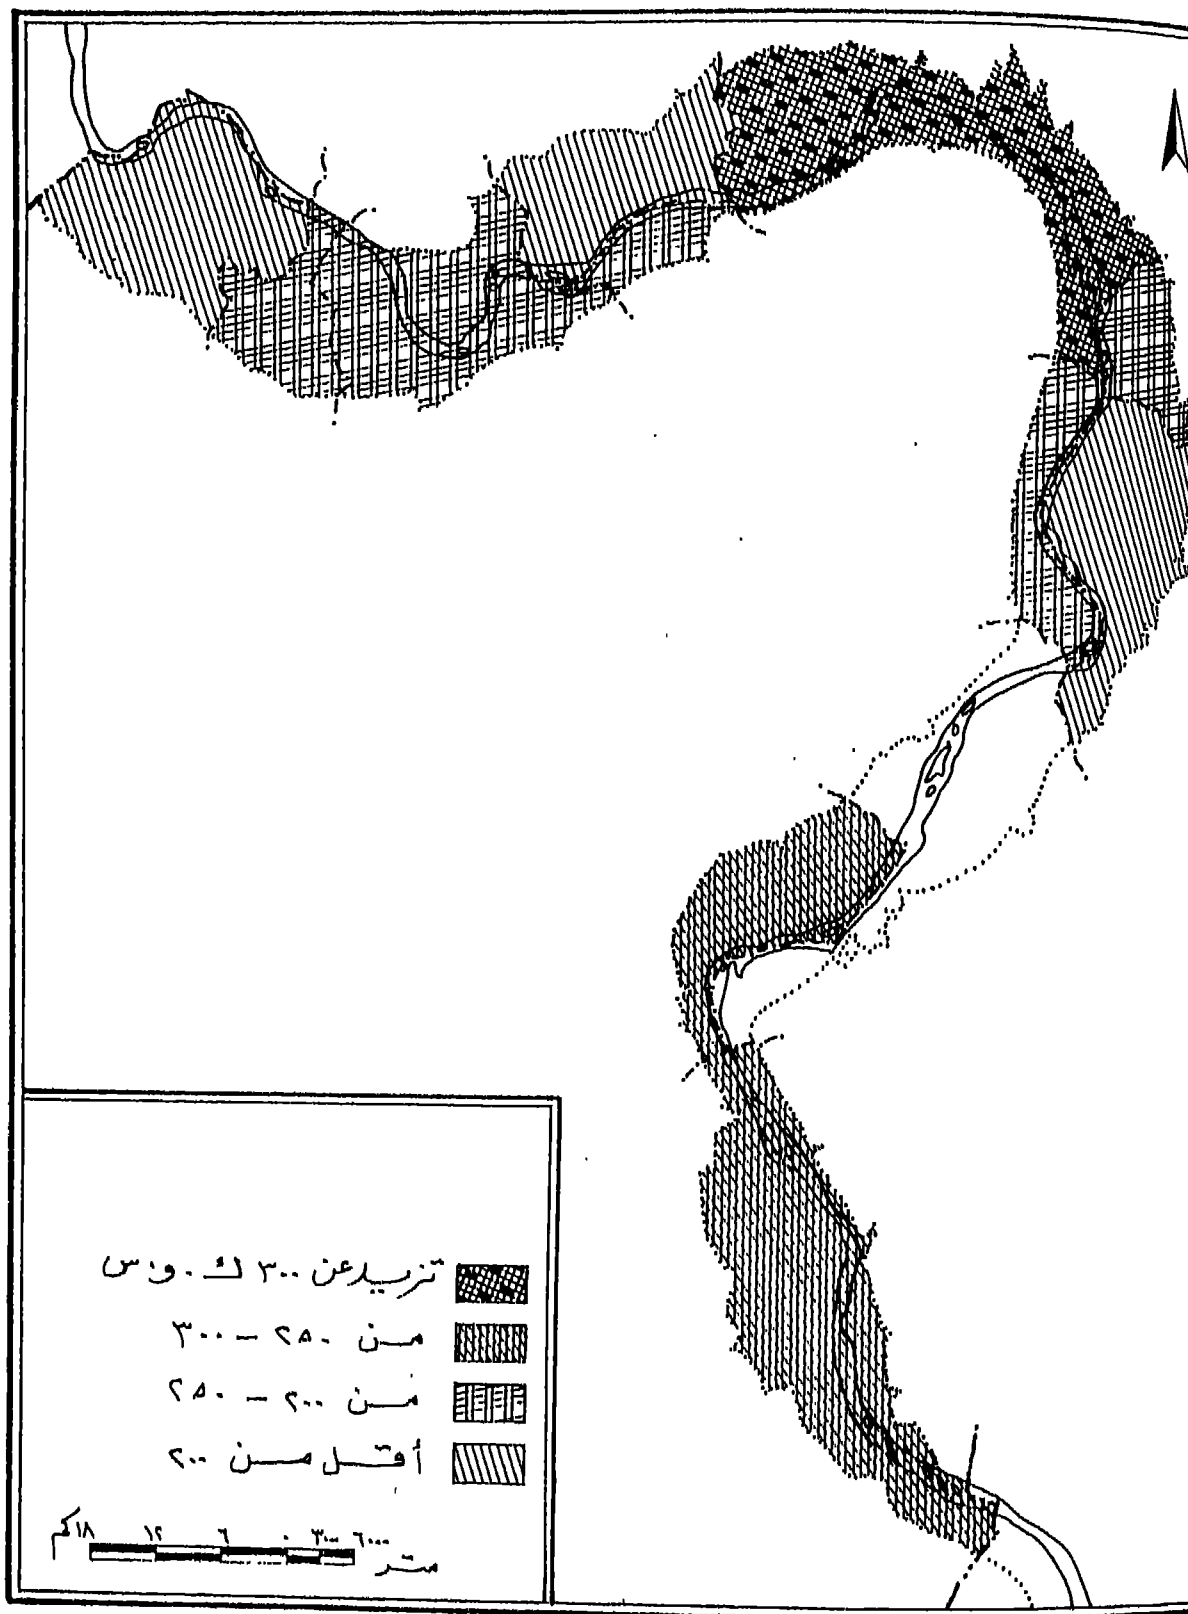 تزيد عن ٣٠٠ ك . و . س
من ٢٥٠ - ٣٠٠
من ٢٠٠ - ٢٥٠
أقل من ٢٠٠
١٨كم ١٢ ٦ ٠ ٣٠٠٠ ٦٠٠٠
متر